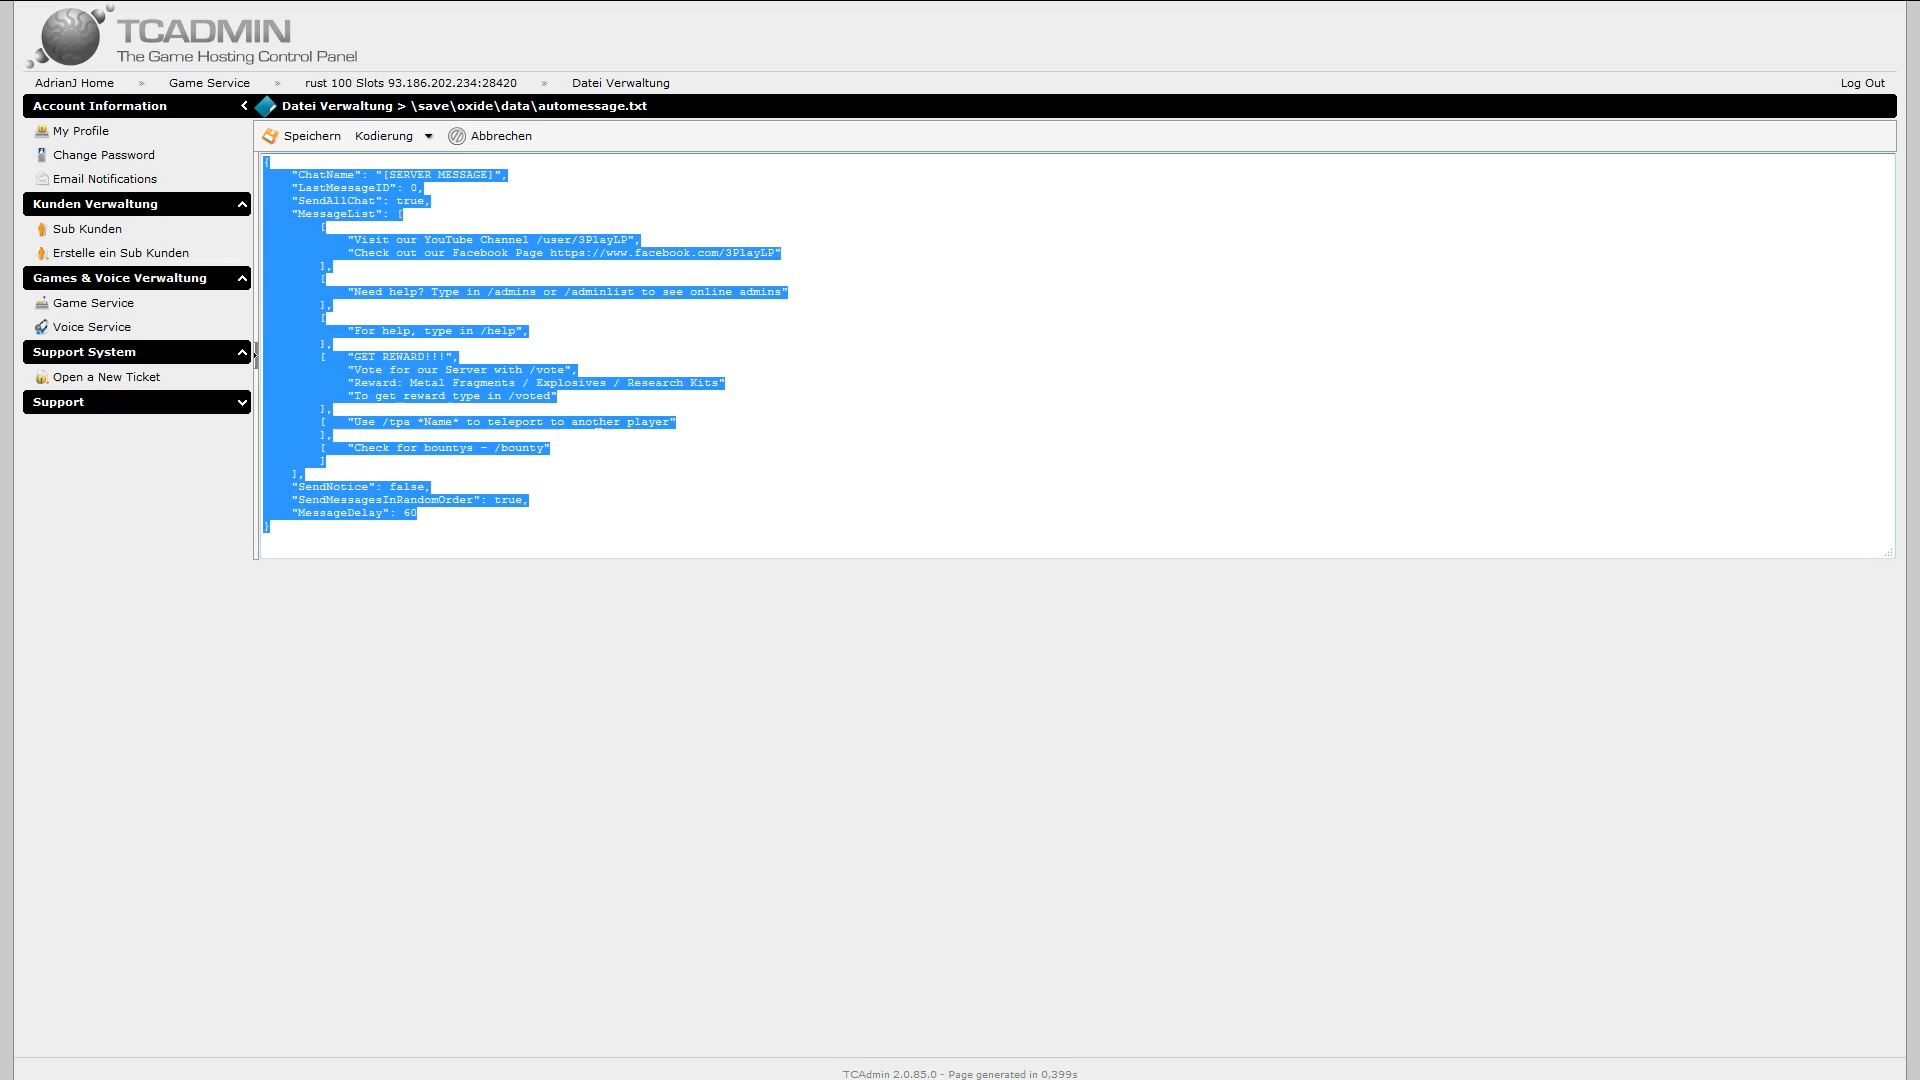 TCADMIN
The Game Hosting Control Panel
AdrianJ Home » Game Service » rust 100 Slots 93.186.202.234:28420 » Datei Verwaltung
Log Out
Account Information
My Profile
Change Password
Email Notifications
Kunden Verwaltung
Sub Kunden
Erstelle ein Sub Kunden
Games & Voice Verwaltung
Game Service
Voice Service
Support System
Open a New Ticket
Support
Datei Verwaltung > \save\oxide\data\automessage.txt
Speichern Kodierung Abbrechen
{
"ChatName": "[SERVER MESSAGE]",
"LastMessageID": 0,
"SendAllChat": true,
"MessageList": [
[
"Visit our YouTube Channel /user/3PlayLP",
"Check out our Facebook Page https://www.facebook.com/3PlayLP"
],
[
"Need help? Type in /admins or /adminlist to see online admins"
],
[
"For help, type in /help",
],
[ "GET REWARD!!!",
"Vote for our Server with /vote",
"Reward: Metal Fragments / Explosives / Research Kits"
"To get reward type in /voted"
],
[ "Use /tpa *Name* to teleport to another player"
],
[ "Check for bountys - /bounty"
]
],
"SendNotice": false,
"SendMessagesInRandomOrder": true,
"MessageDelay": 60
}
TCAdmin 2.0.85.0 - Page generated in 0,399s